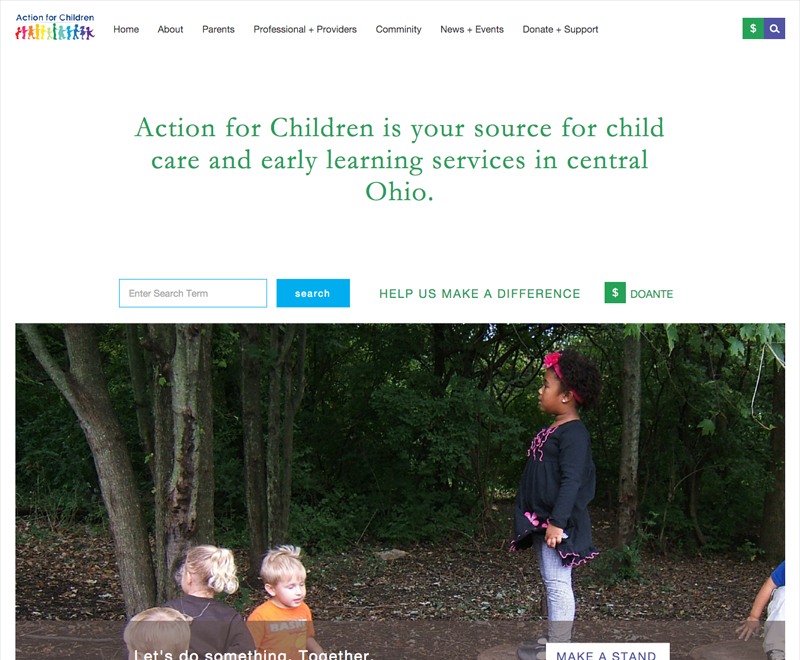 Action for Children
Home About Parents Professional + Providers Comminity News + Events Donate + Support
$
Action for Children is your source for child
care and early learning services in central
Ohio.
Enter Search Term search HELP US MAKE A DIFFERENCE $ DOANTE
BASK
Let's do something. Together.
MAKE A STAND